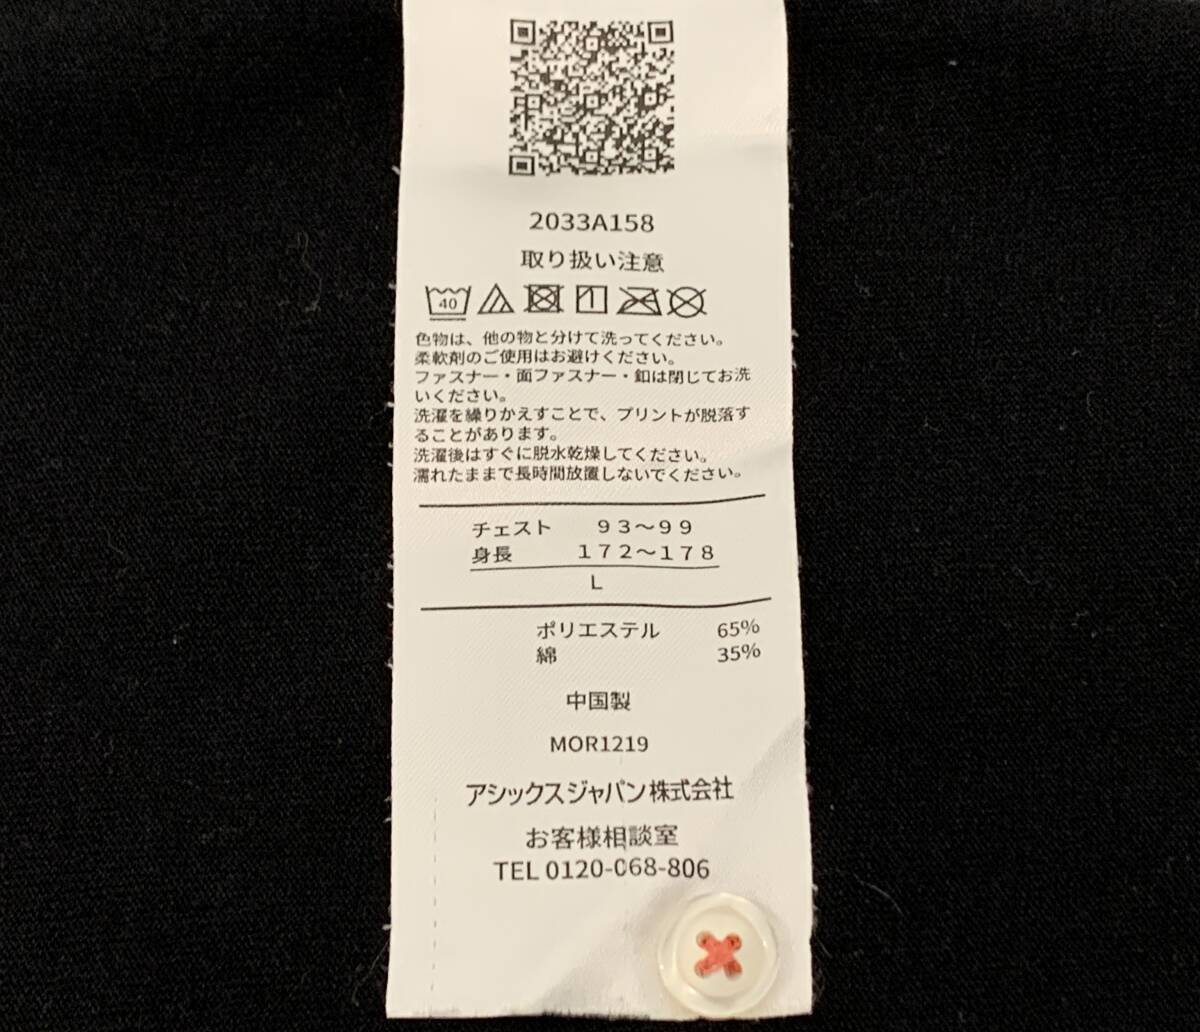 2033A158
取り扱い注意
40
色物は、他の物と分けて洗ってください。
柔軟剤のご使用はお避けください。
ファスナー・面ファスナー・釦は閉じてお洗
いください。
洗濯を繰りかえすことで、プリントが脱落す
ることがあります。
洗濯後はすぐに脱水乾燥してください。
濡れたままで長時間放置しないでください。
チェスト 93～99
身長 172～178
L
ポリエステル 65%
綿 35%
中国製
MOR1219
アシックスジャパン株式会社
お客様相談室
TEL 0120-068-806